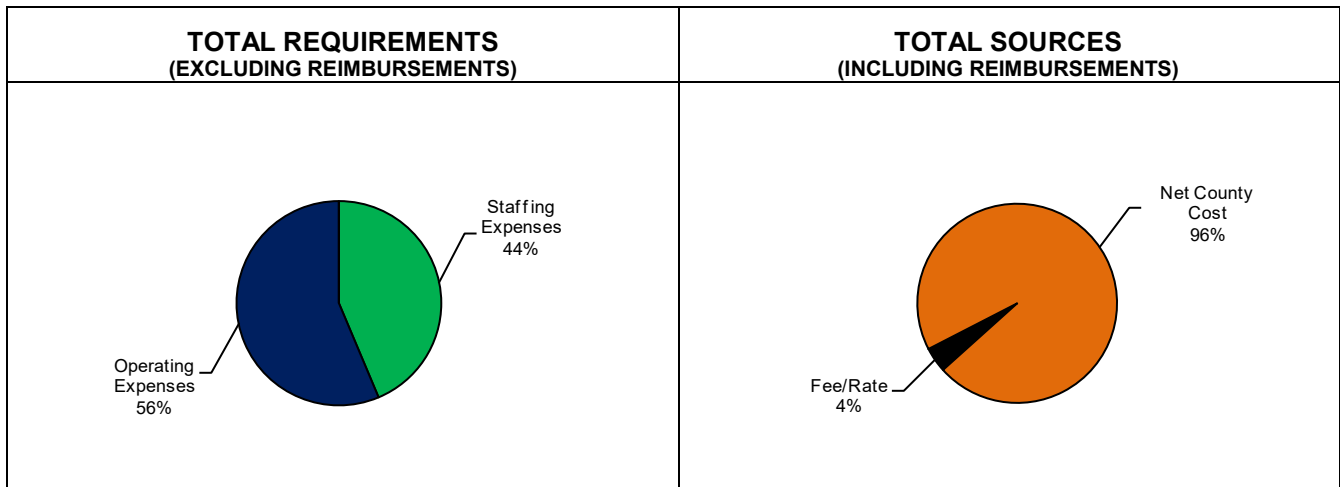 TOTAL REQUIREMENTS
(EXCLUDING REIMBURSEMENTS)
TOTAL SOURCES
(INCLUDING REIMBURSEMENTS)
Staffing
Expenses
44%
Operating
Expenses
56%
Net County
Cost
96%
Fee/Rate
4%